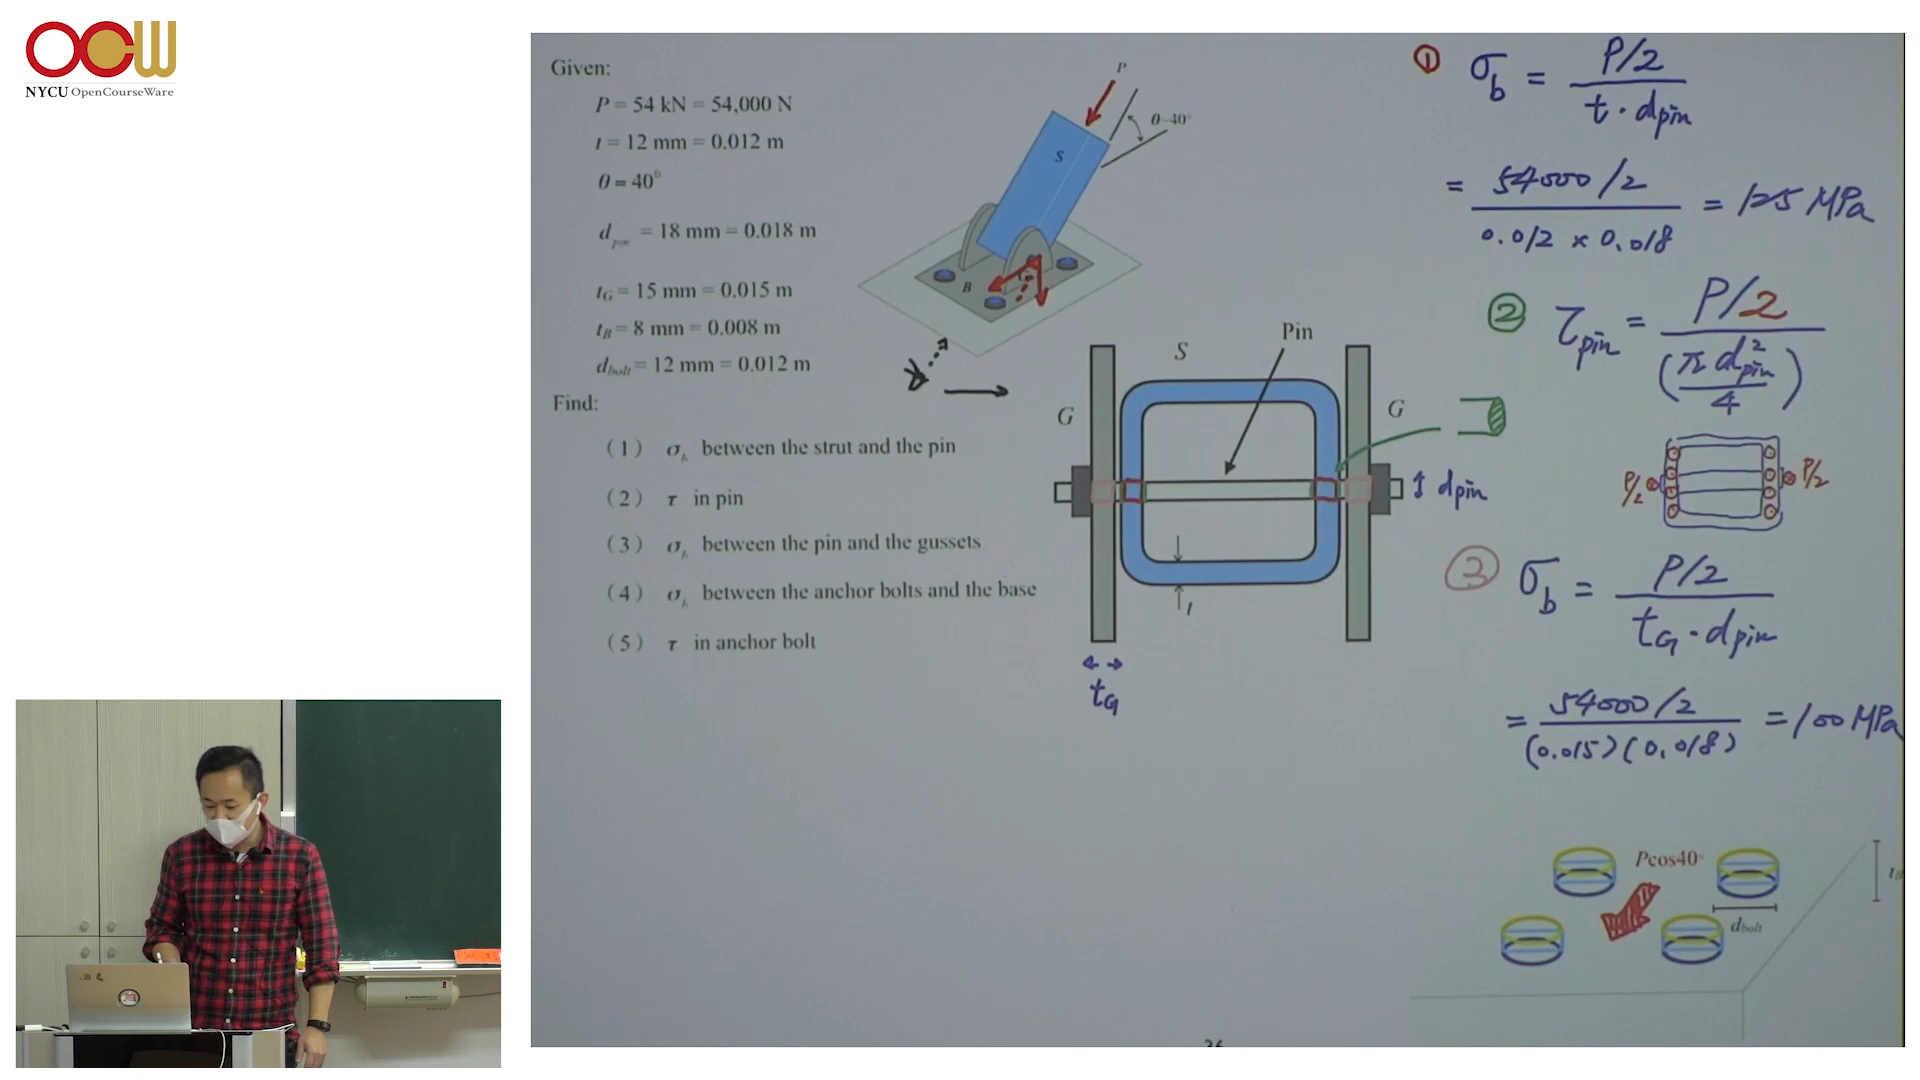 OCW
NYCU OpenCourseWare
Given:
P = 54 kN = 54,000 N
t = 12 mm = 0.012 m
θ = 40⁰
d_pin = 18 mm = 0.018 m
t_G = 15 mm = 0.015 m
t_B = 8 mm = 0.008 m
d_bolt = 12 mm = 0.012 m
Find:
(1) σ_b between the strut and the pin
(2) τ in pin
(3) σ_b between the pin and the gussets
(4) σ_b between the anchor bolts and the base
(5) τ in anchor bolt
P
θ=40°
S
G
B
S
Pin
G
G
d_pin
t
t_G
① σ_b = P/2 / t · d_pin
= 54000/2 / 0.012 × 0.018 = 125 MPa
② τ_pin = P/2 / (π d_pin² / 4)
P/2
P/2
③ σ_b = P/2 / t_G · d_pin
= 54000/2 / (0.015)(0.018) = 100 MPa
Pcos40°
t_B
d_bolt
36